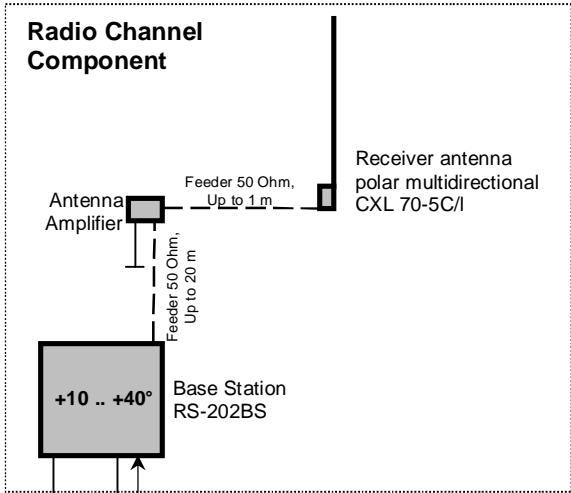 Radio Channel
Component
Receiver antenna
polar multidirectional
CXL 70-5C/l
Feeder 50 Ohm,
Up to 1 m
Antenna
Amplifier
Feeder 50 Ohm,
Up to 20 m
+10 .. +40°
Base Station
RS-202BS